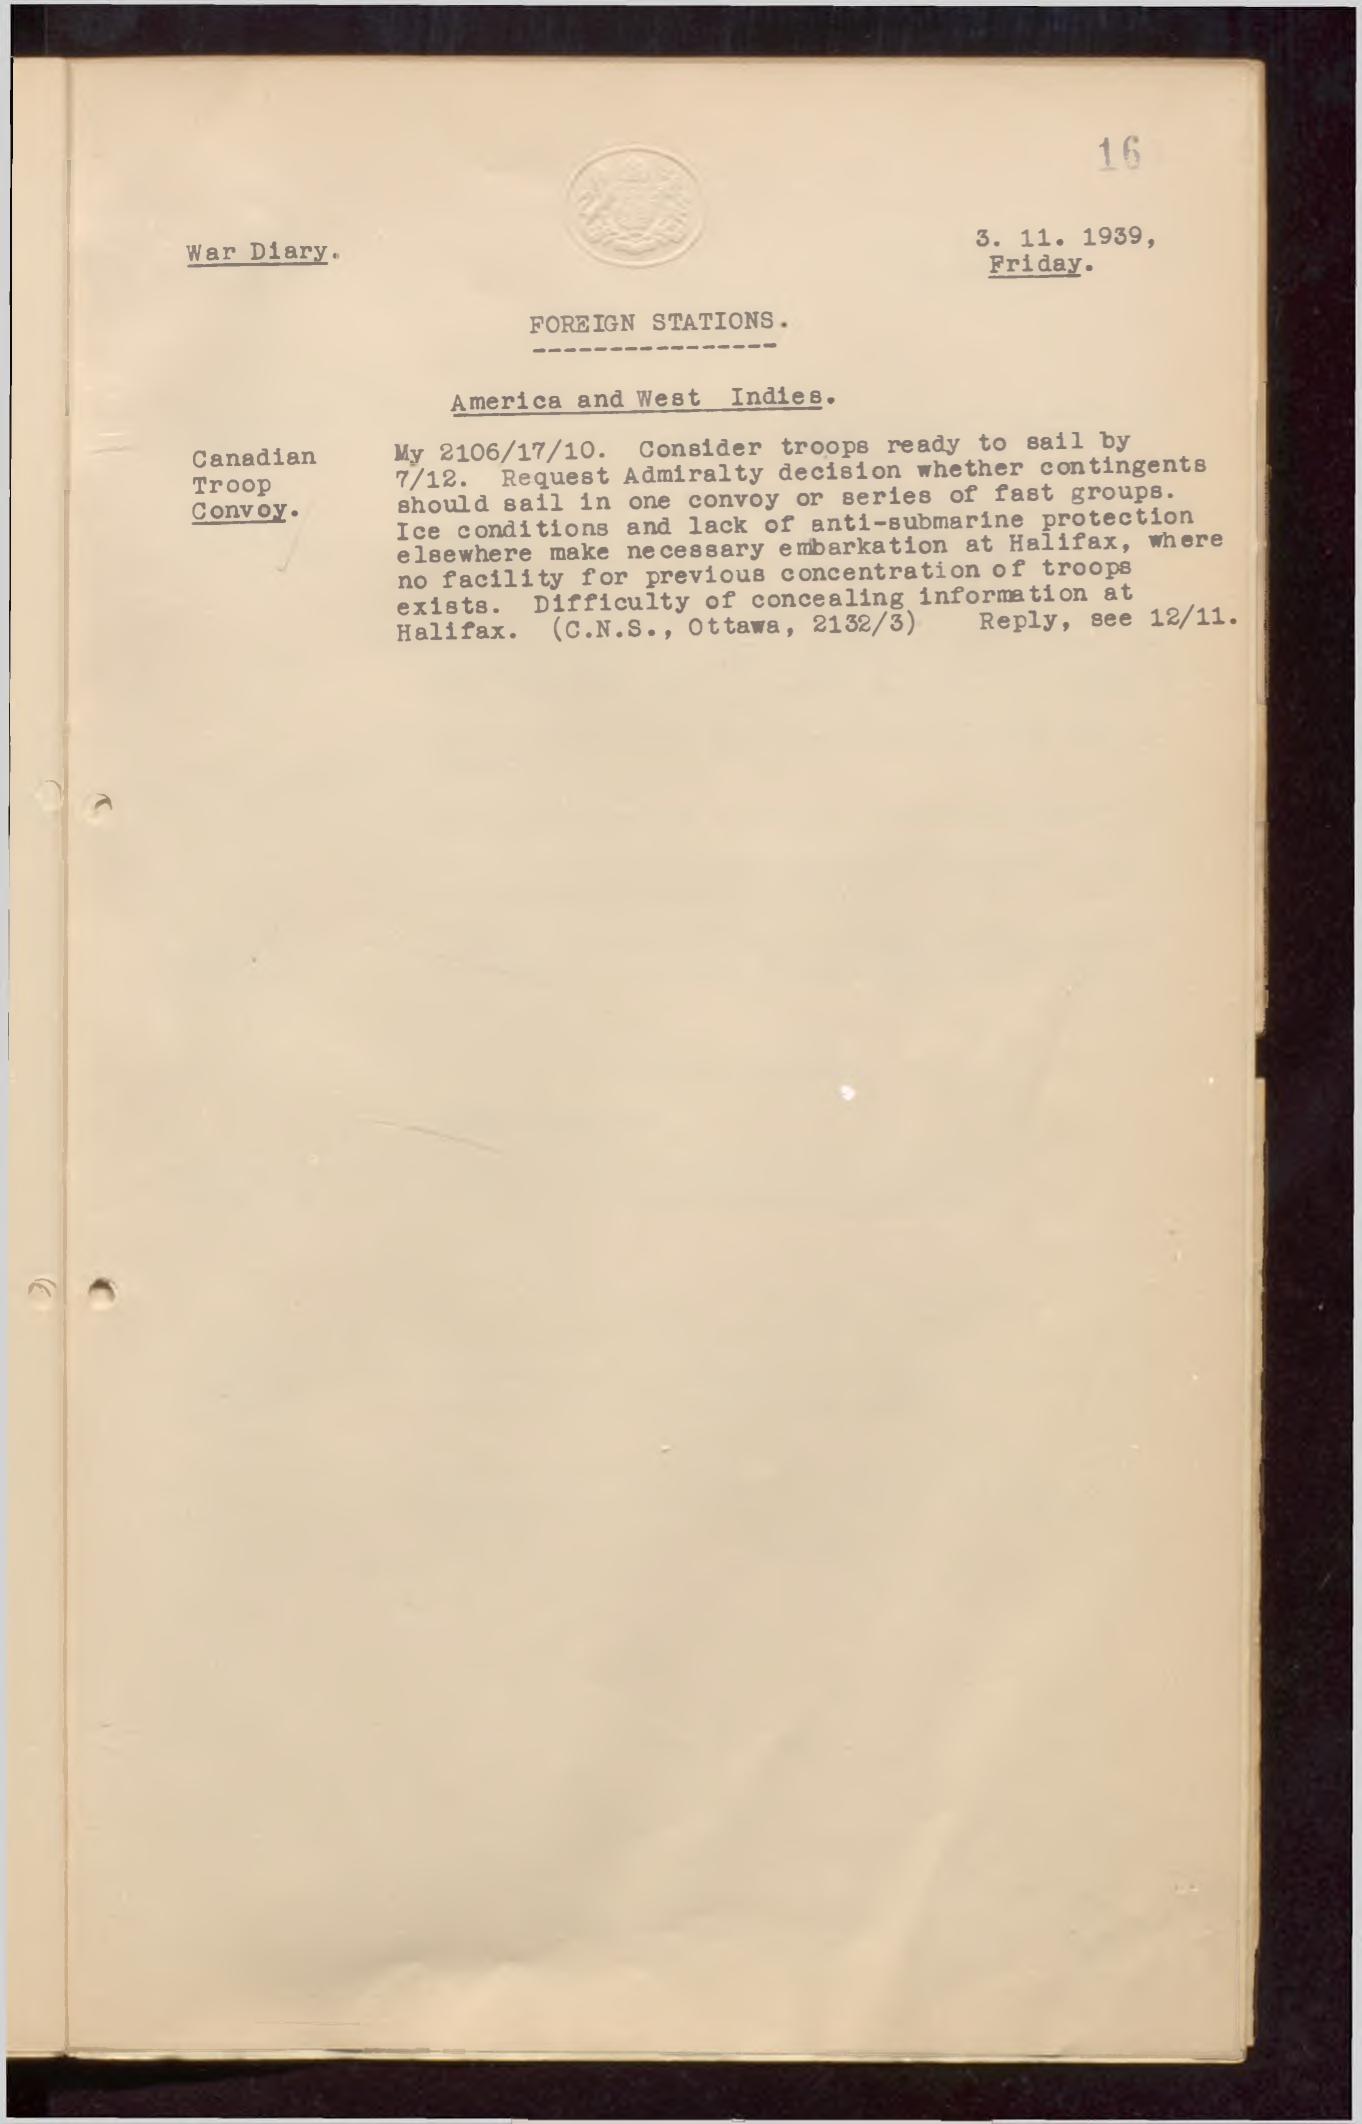 16
War Diary.
3. 11. 1939,
Friday.
FOREIGN STATIONS.
-----------------
America and West Indies.
Canadian
Troop
Convoy.
My 2106/17/10. Consider troops ready to sail by
7/12. Request Admiralty decision whether contingents
should sail in one convoy or series of fast groups.
Ice conditions and lack of anti-submarine protection
elsewhere make necessary embarkation at Halifax, where
no facility for previous concentration of troops
exists. Difficulty of concealing information at
Halifax. (C.N.S., Ottawa, 2132/3) Reply, see 12/11.